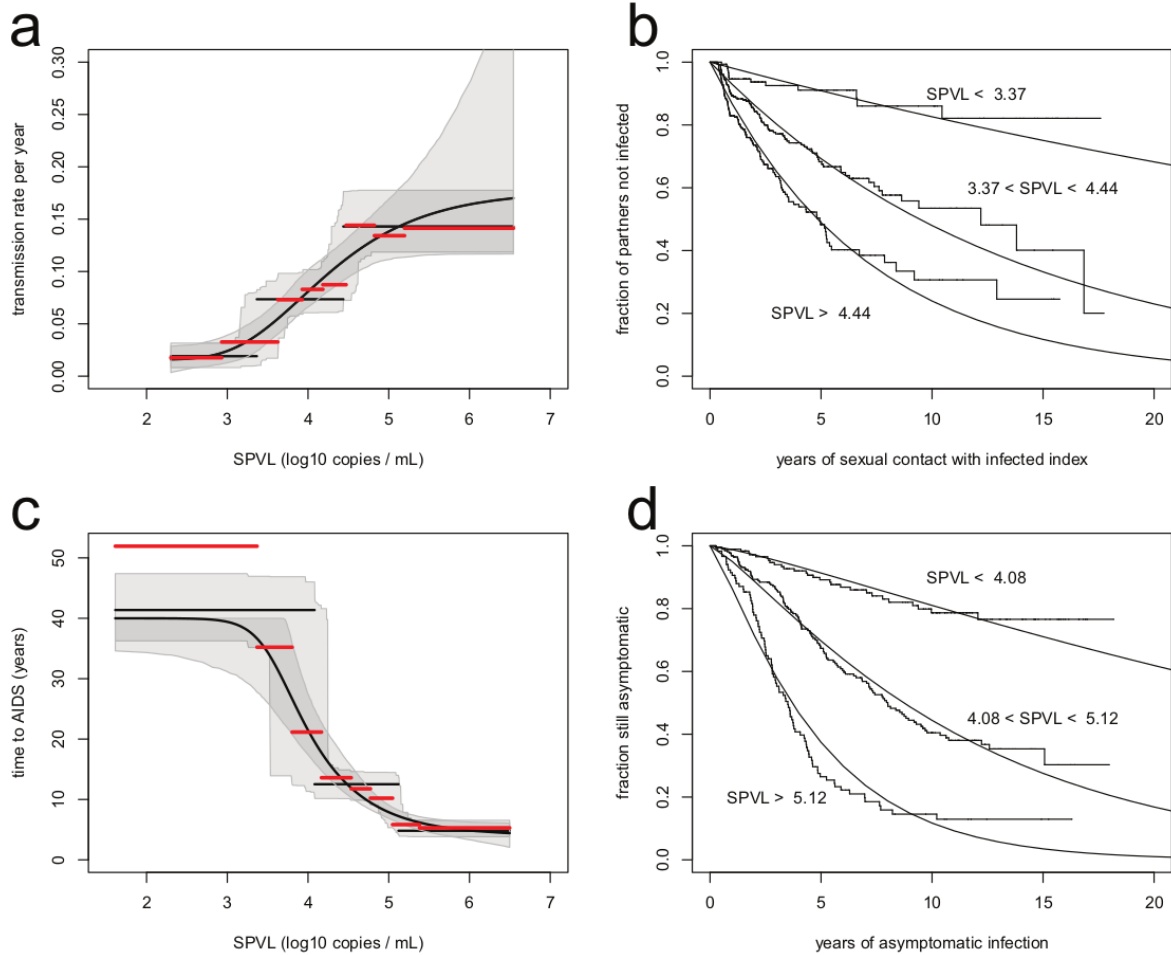 a
transmission rate per year
0.00 0.05 0.10 0.15 0.20 0.25 0.30
2 3 4 5 6 7
SPVL (log10 copies / mL)
b
fraction of partners not infected
0.0 0.2 0.4 0.6 0.8 1.0
SPVL < 3.37
3.37 < SPVL < 4.44
SPVL > 4.44
0 5 10 15 20
years of sexual contact with infected index
c
time to AIDS (years)
0 10 20 30 40 50
2 3 4 5 6 7
SPVL (log10 copies / mL)
d
fraction still asymptomatic
0.0 0.2 0.4 0.6 0.8 1.0
SPVL < 4.08
4.08 < SPVL < 5.12
SPVL > 5.12
0 5 10 15 20
years of asymptomatic infection